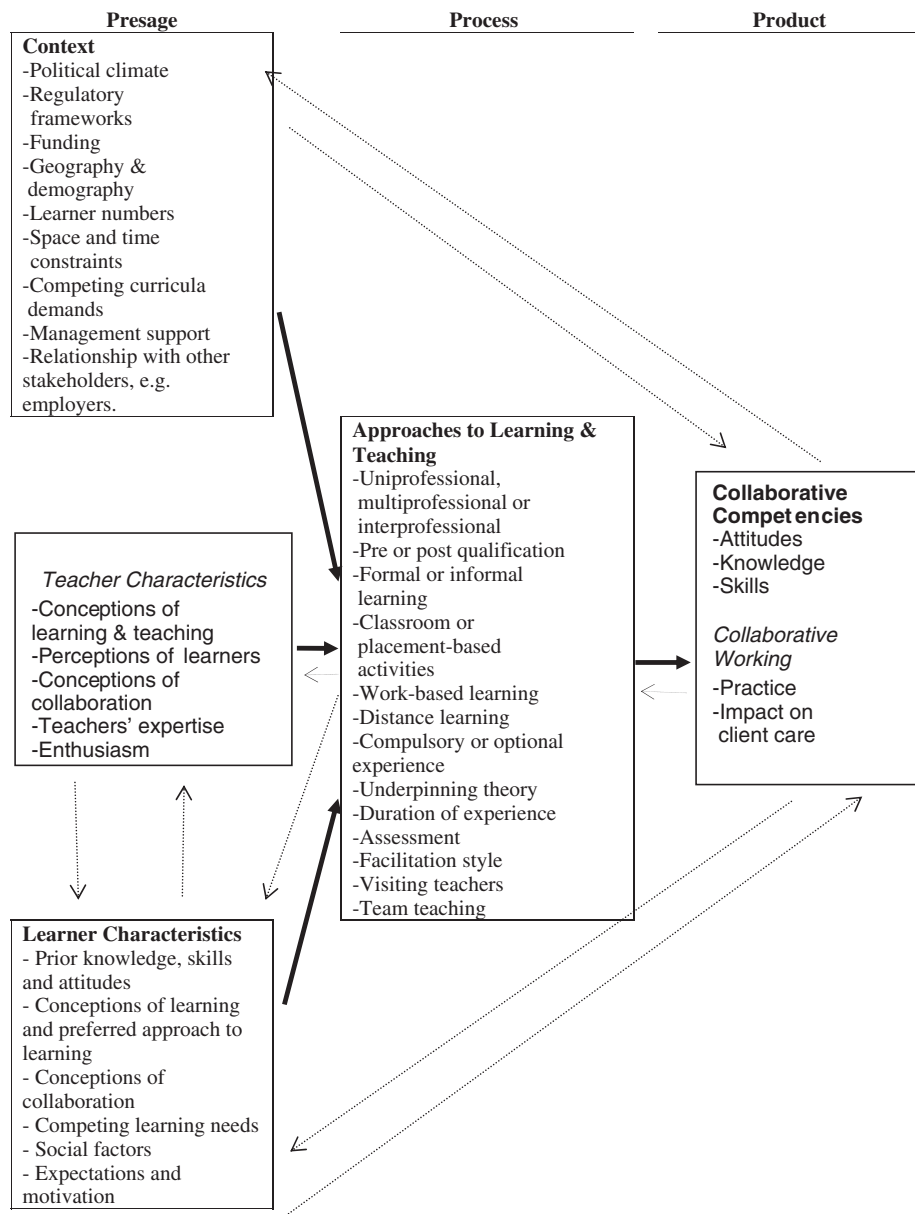 Presage
Process
Product
Context
-Political climate
-Regulatory
frameworks
-Funding
-Geography &
demography
-Learner numbers
-Space and time
constraints
-Competing curricula
demands
-Management support
-Relationship with other
stakeholders, e.g.
employers.
Teacher Characteristics
-Conceptions of
learning & teaching
-Perceptions of learners
-Conceptions of
collaboration
-Teachers’ expertise
-Enthusiasm
Learner Characteristics
- Prior knowledge, skills
and attitudes
- Conceptions of learning
and preferred approach to
learning
- Conceptions of
collaboration
- Competing learning needs
- Social factors
- Expectations and
motivation
Approaches to Learning &
Teaching
-Uniprofessional,
multiprofessional or
interprofessional
-Pre or post qualification
-Formal or informal
learning
-Classroom or
placement-based
activities
-Work-based learning
-Distance learning
-Compulsory or optional
experience
-Underpinning theory
-Duration of experience
-Assessment
-Facilitation style
-Visiting teachers
-Team teaching
Collaborative
Competencies
-Attitudes
-Knowledge
-Skills
Collaborative
Working
-Practice
-Impact on
client care